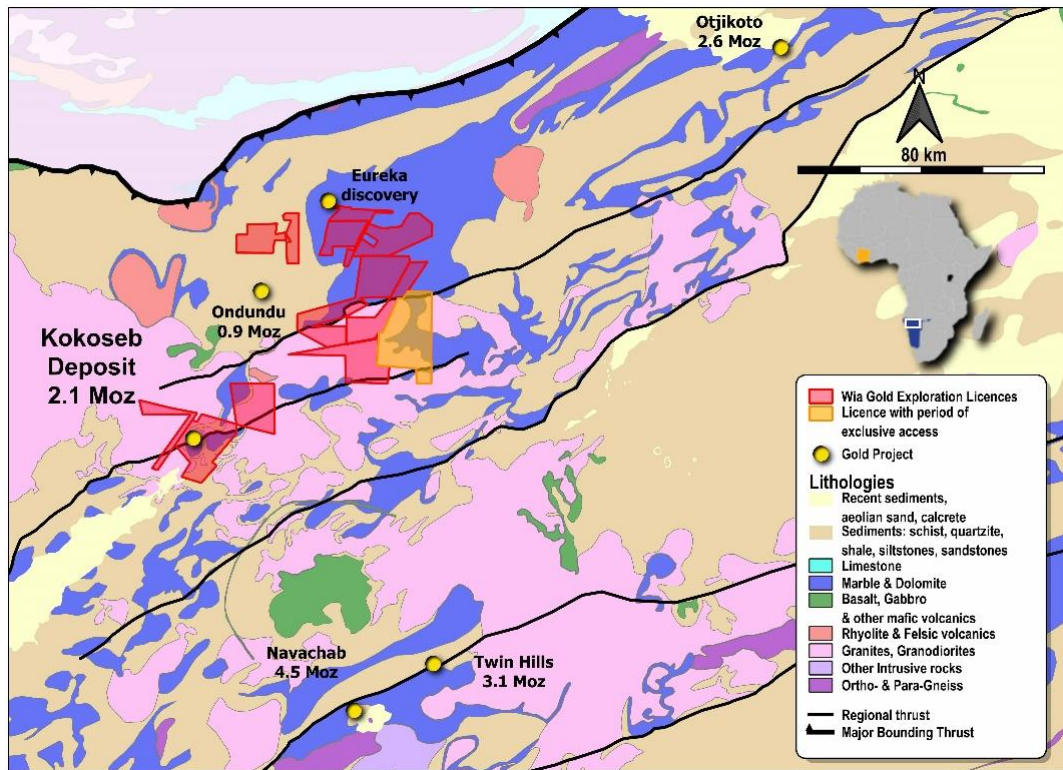 Otjikoto
2.6 Moz
N
80 km
Eureka
discovery
Ondundu
0.9 Moz
Kokoseb
Deposit
2.1 Moz
Navachab
4.5 Moz
Twin Hills
3.1 Moz
Wia Gold Exploration Licences
Licence with period of
exclusive access
Gold Project
Lithologies
Recent sediments,
aeolian sand, calcrete
Sediments: schist, quartzite,
shale, siltstones, sandstones
Limestone
Marble & Dolomite
Basalt, Gabbro
& other mafic volcanics
Rhyolite & Felsic volcanics
Granites, Granodiorites
Other Intrusive rocks
Ortho- & Para-Gneiss
Regional thrust
Major Bounding Thrust